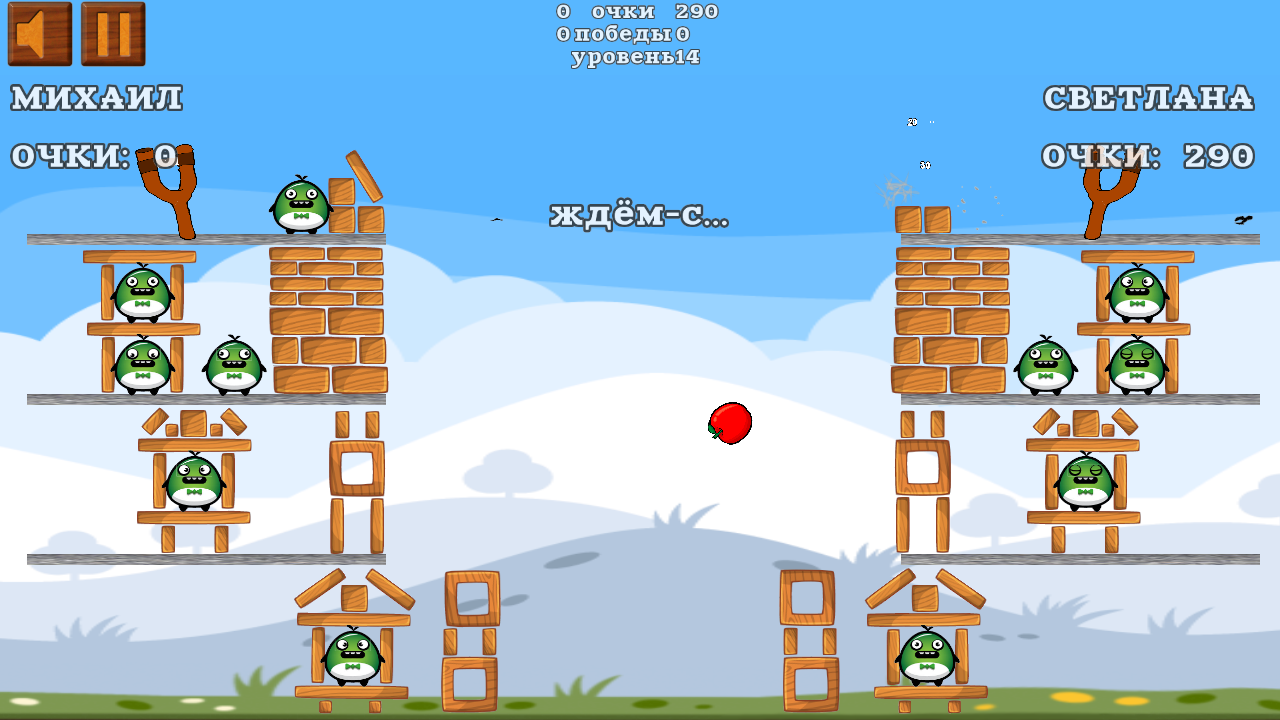 0 очки 290
0 победы 0
уровень14
МИХАИЛ
СВЕТЛАНА
ОЧКИ: 0
ОЧКИ: 290
ждём-с...